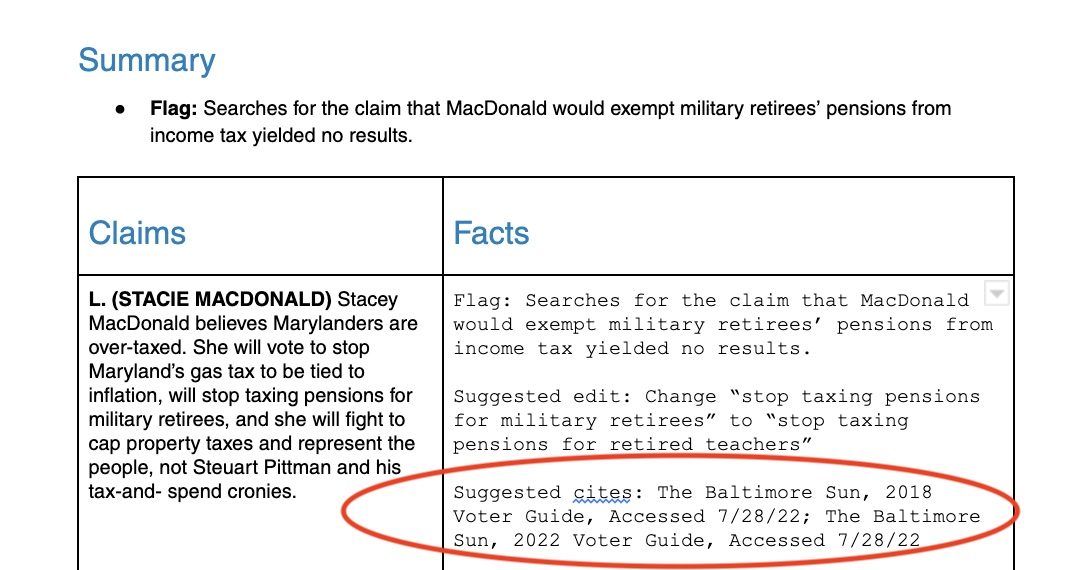 Summary
● Flag: Searches for the claim that MacDonald would exempt military retirees’ pensions from
income tax yielded no results.
Claims
Facts
L. (STACIE MACDONALD) Stacey
MacDonald believes Marylanders are
over-taxed. She will vote to stop
Maryland’s gas tax to be tied to
inflation, will stop taxing pensions for
military retirees, and she will fight to
cap property taxes and represent the
people, not Steuart Pittman and his
tax-and- spend cronies.
Flag: Searches for the claim that MacDonald
would exempt military retirees’ pensions from
income tax yielded no results.
Suggested edit: Change “stop taxing pensions
for military retirees” to “stop taxing
pensions for retired teachers”
Suggested cites: The Baltimore Sun, 2018
Voter Guide, Accessed 7/28/22; The Baltimore
Sun, 2022 Voter Guide, Accessed 7/28/22